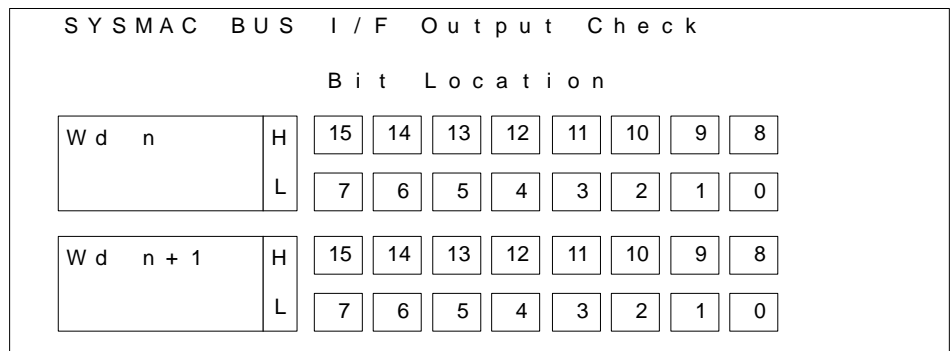 SYSMAC BUS I/F Output Check
Bit Location
Wd n H 15 14 13 12 11 10 9 8
L 7 6 5 4 3 2 1 0
Wd n+1 H 15 14 13 12 11 10 9 8
L 7 6 5 4 3 2 1 0